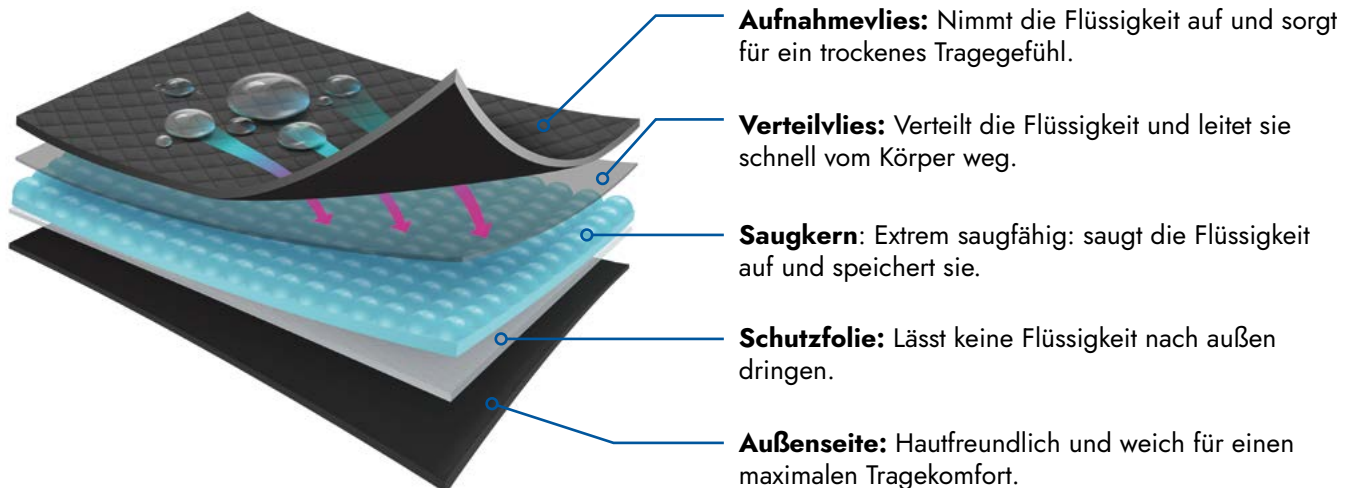 Aufnahmevlies: Nimmt die Flüssigkeit auf und sorgt
für ein trockenes Tragegefühl.
Verteilvlies: Verteilt die Flüssigkeit und leitet sie
schnell vom Körper weg.
Saugkern: Extrem saugfähig: saugt die Flüssigkeit
auf und speichert sie.
Schutzfolie: Lässt keine Flüssigkeit nach außen
dringen.
Außenseite: Hautfreundlich und weich für einen
maximalen Tragekomfort.